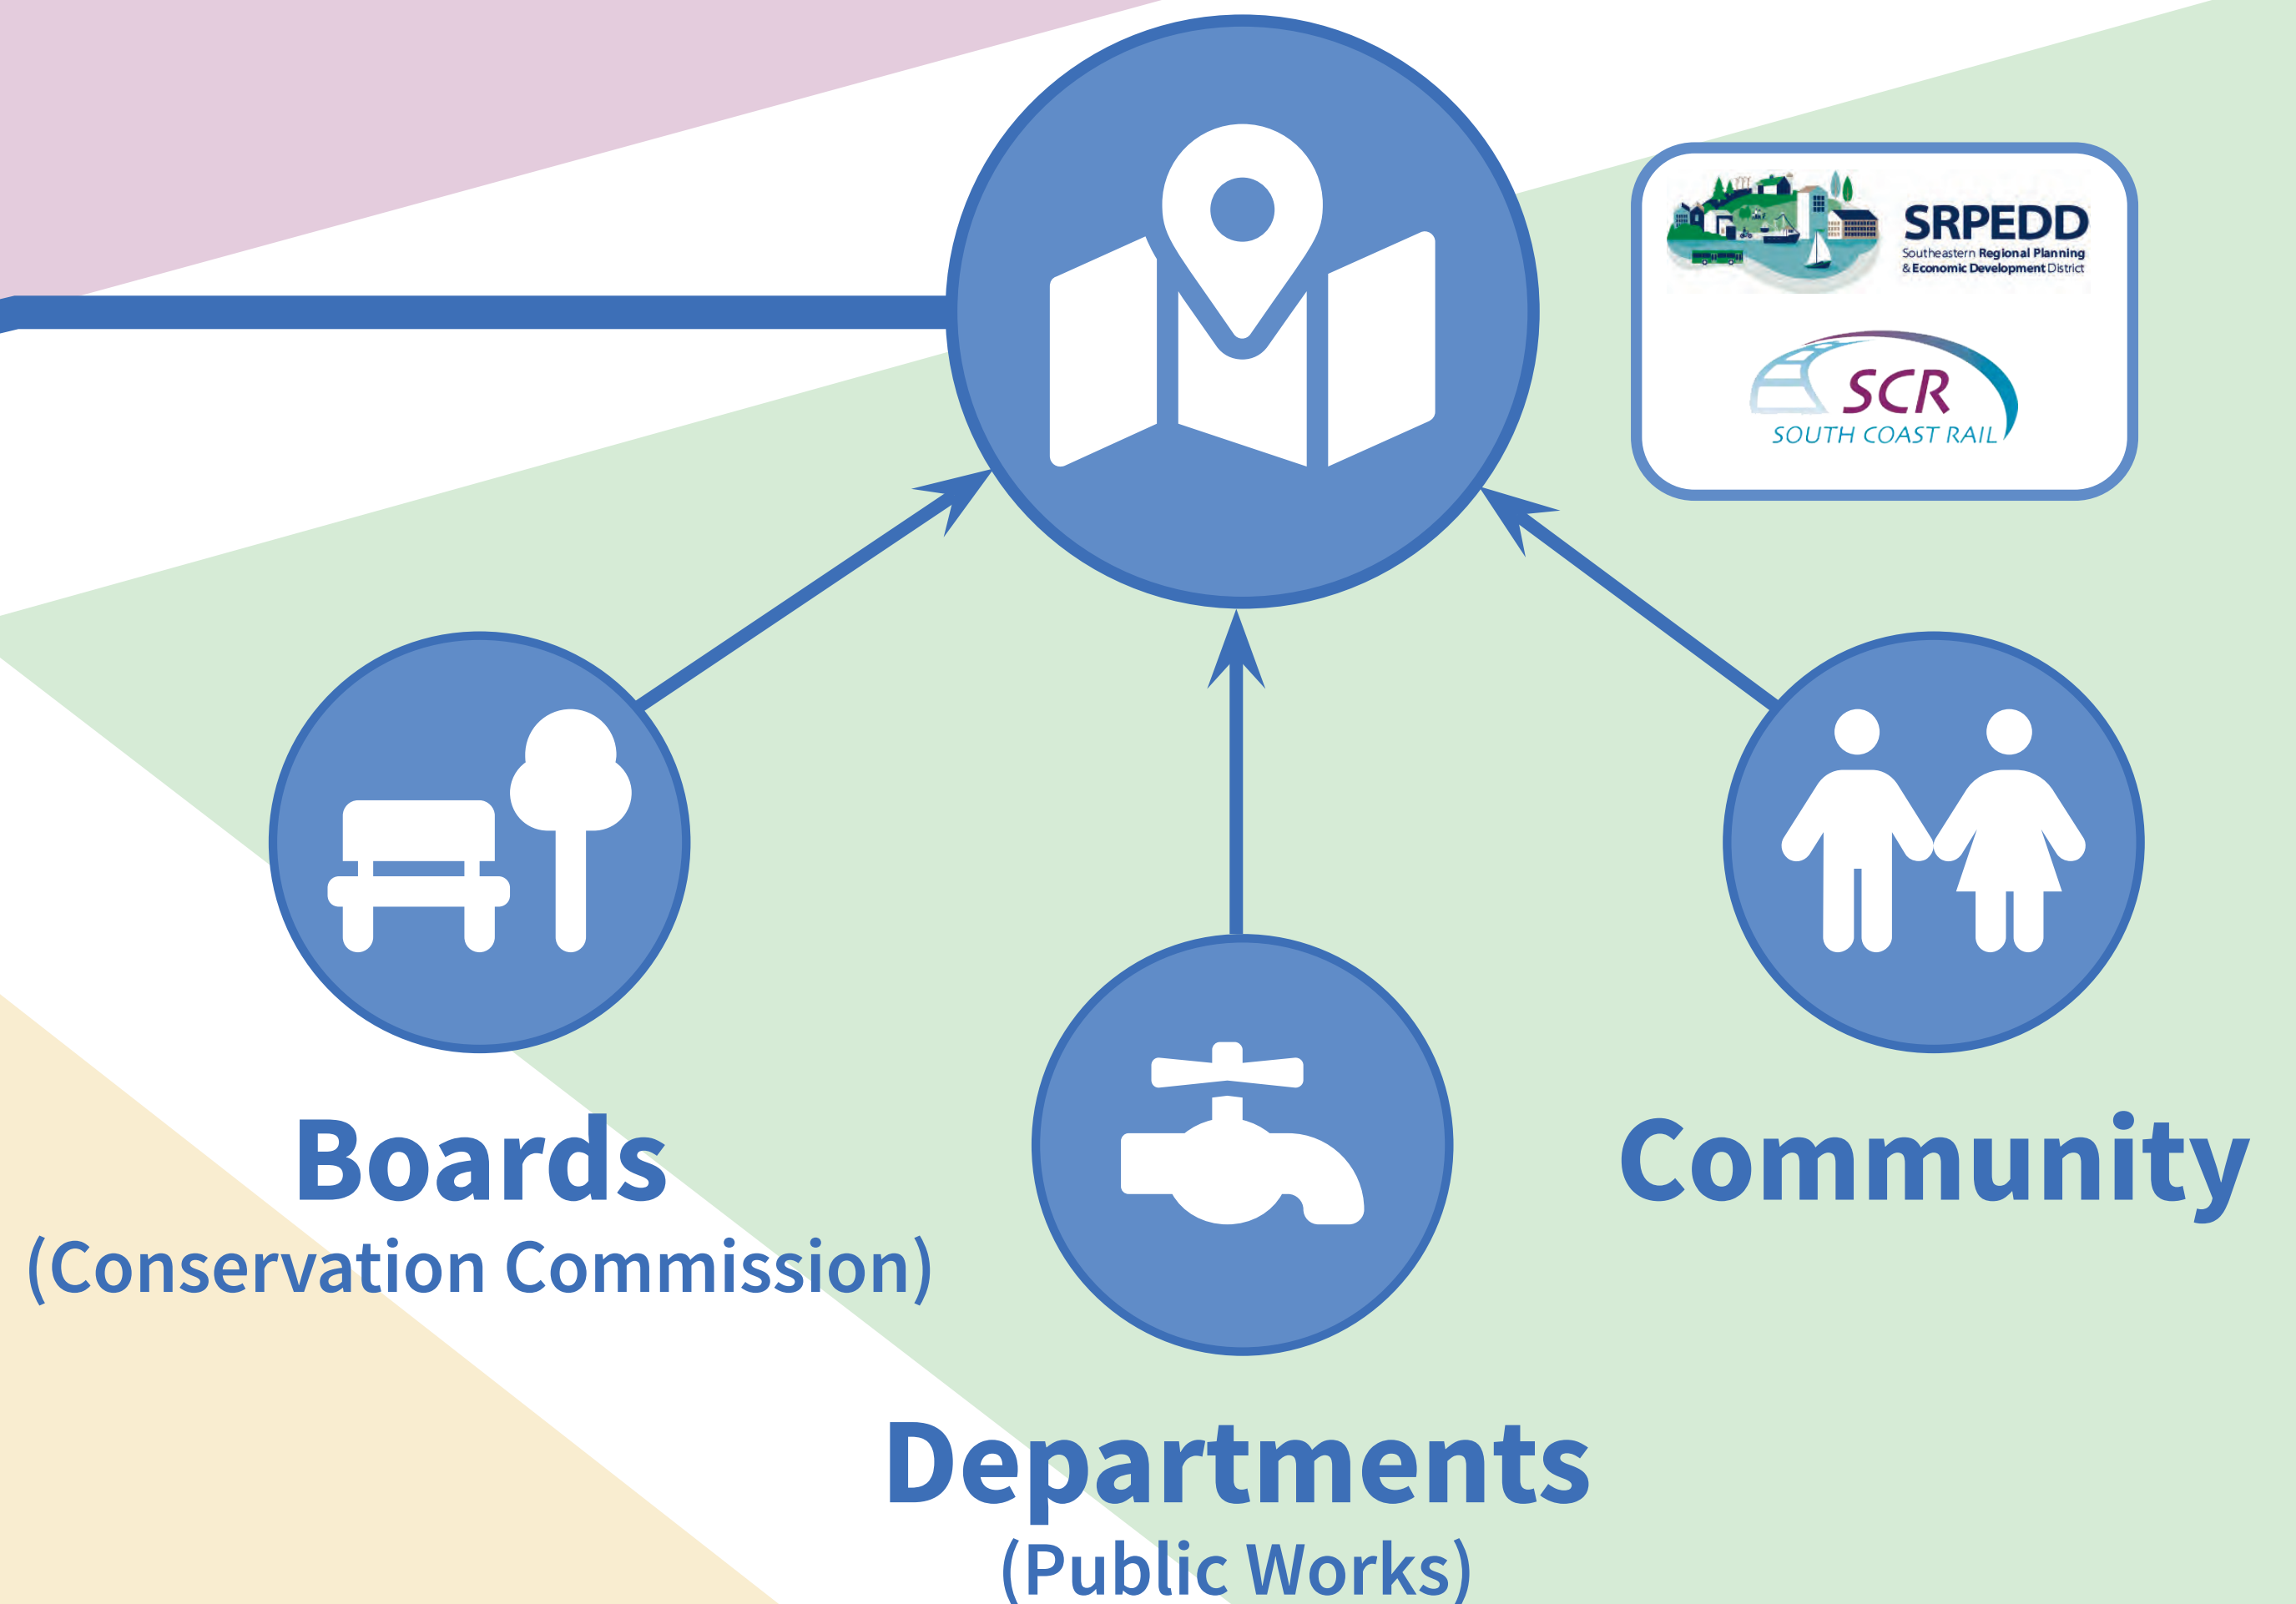 SRPEDD
Southeastern Regional Planning
& Economic Development District
SCR
SOUTH COAST RAIL
Boards
(Conservation Commission)
Community
Departments
(Public Works)